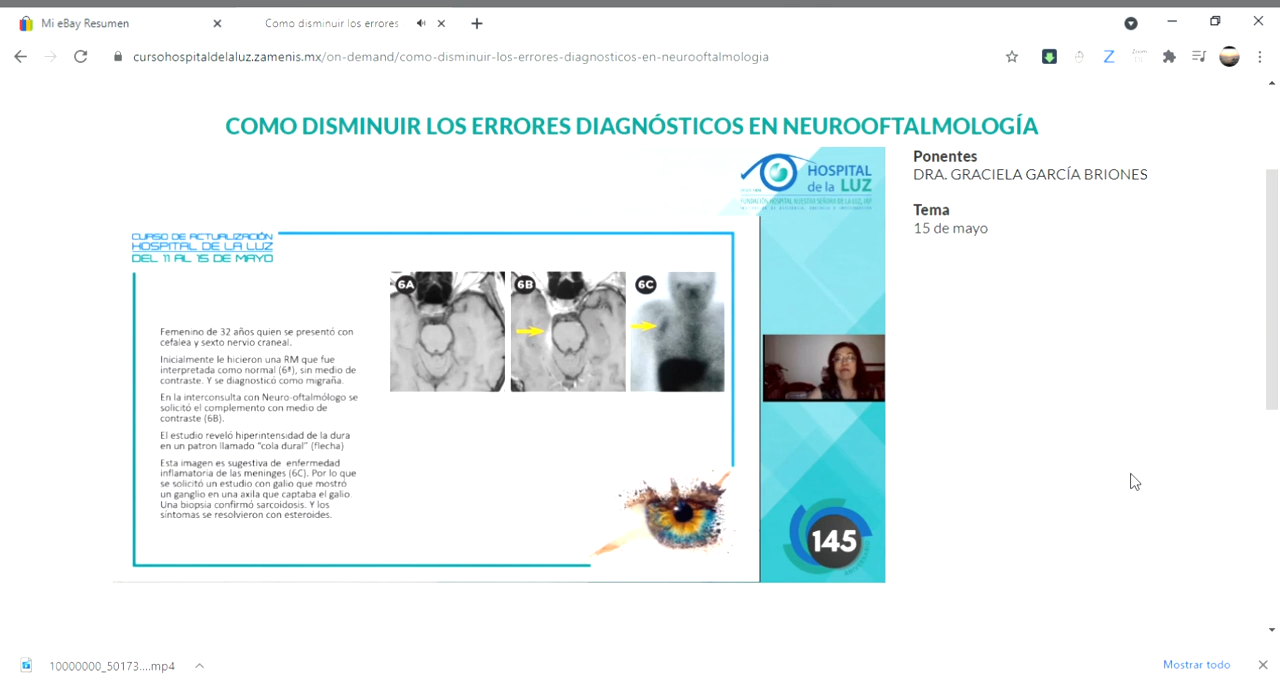 Mi eBay Resumen
Como disminuir los errores
cursohospitaldelaluz.zamenis.mx/on-demand/como-disminuir-los-errores-diagnosticos-en-neurooftalmologia
COMO DISMINUIR LOS ERRORES DIAGNÓSTICOS EN NEUROOFTALMOLOGÍA
HOSPITAL
de la LUZ
FUNDACIÓN HOSPITAL NUESTRA SEÑORA DE LA LUZ, IAP
Ponentes
DRA. GRACIELA GARCÍA BRIONES
Tema
15 de mayo
CURSO DE ACTUALIZACIÓN
HOSPITAL DE LA LUZ
DEL 11 AL 15 DE MAYO
6A
6B
6C
Femenino de 32 años quien se presentó con
cefalea y sexto nervio craneal.
Inicialmente le hicieron una RM que fue
interpretada como normal (6ª), sin medio de
contraste. Y se diagnosticó como migraña.
En la interconsulta con Neuro-oftalmólogo se
solicitó el complemento con medio de
contraste (6B).
El estudio reveló hiperintensidad de la dura
en un patron llamado "cola dural" (flecha)
Esta imagen es sugestiva de enfermedad
inflamatoria de las meninges (6C). Por lo que
se solicitó un estudio con galio que mostró
un ganglio en una axila que captaba el galio.
Una biopsia confirmó sarcoidosis. Y los
síntomas se resolvieron con esteroides.
145
10000000_50173....mp4
Mostrar todo